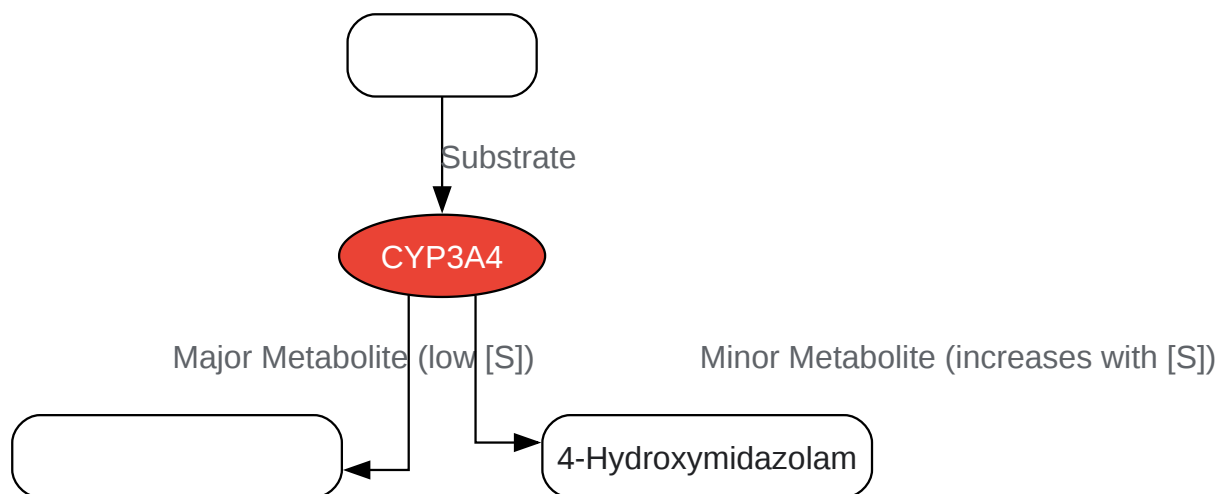 Substrate
CYP3A4
Major Metabolite (low [S])
Minor Metabolite (increases with [S])
4-Hydroxymidazolam